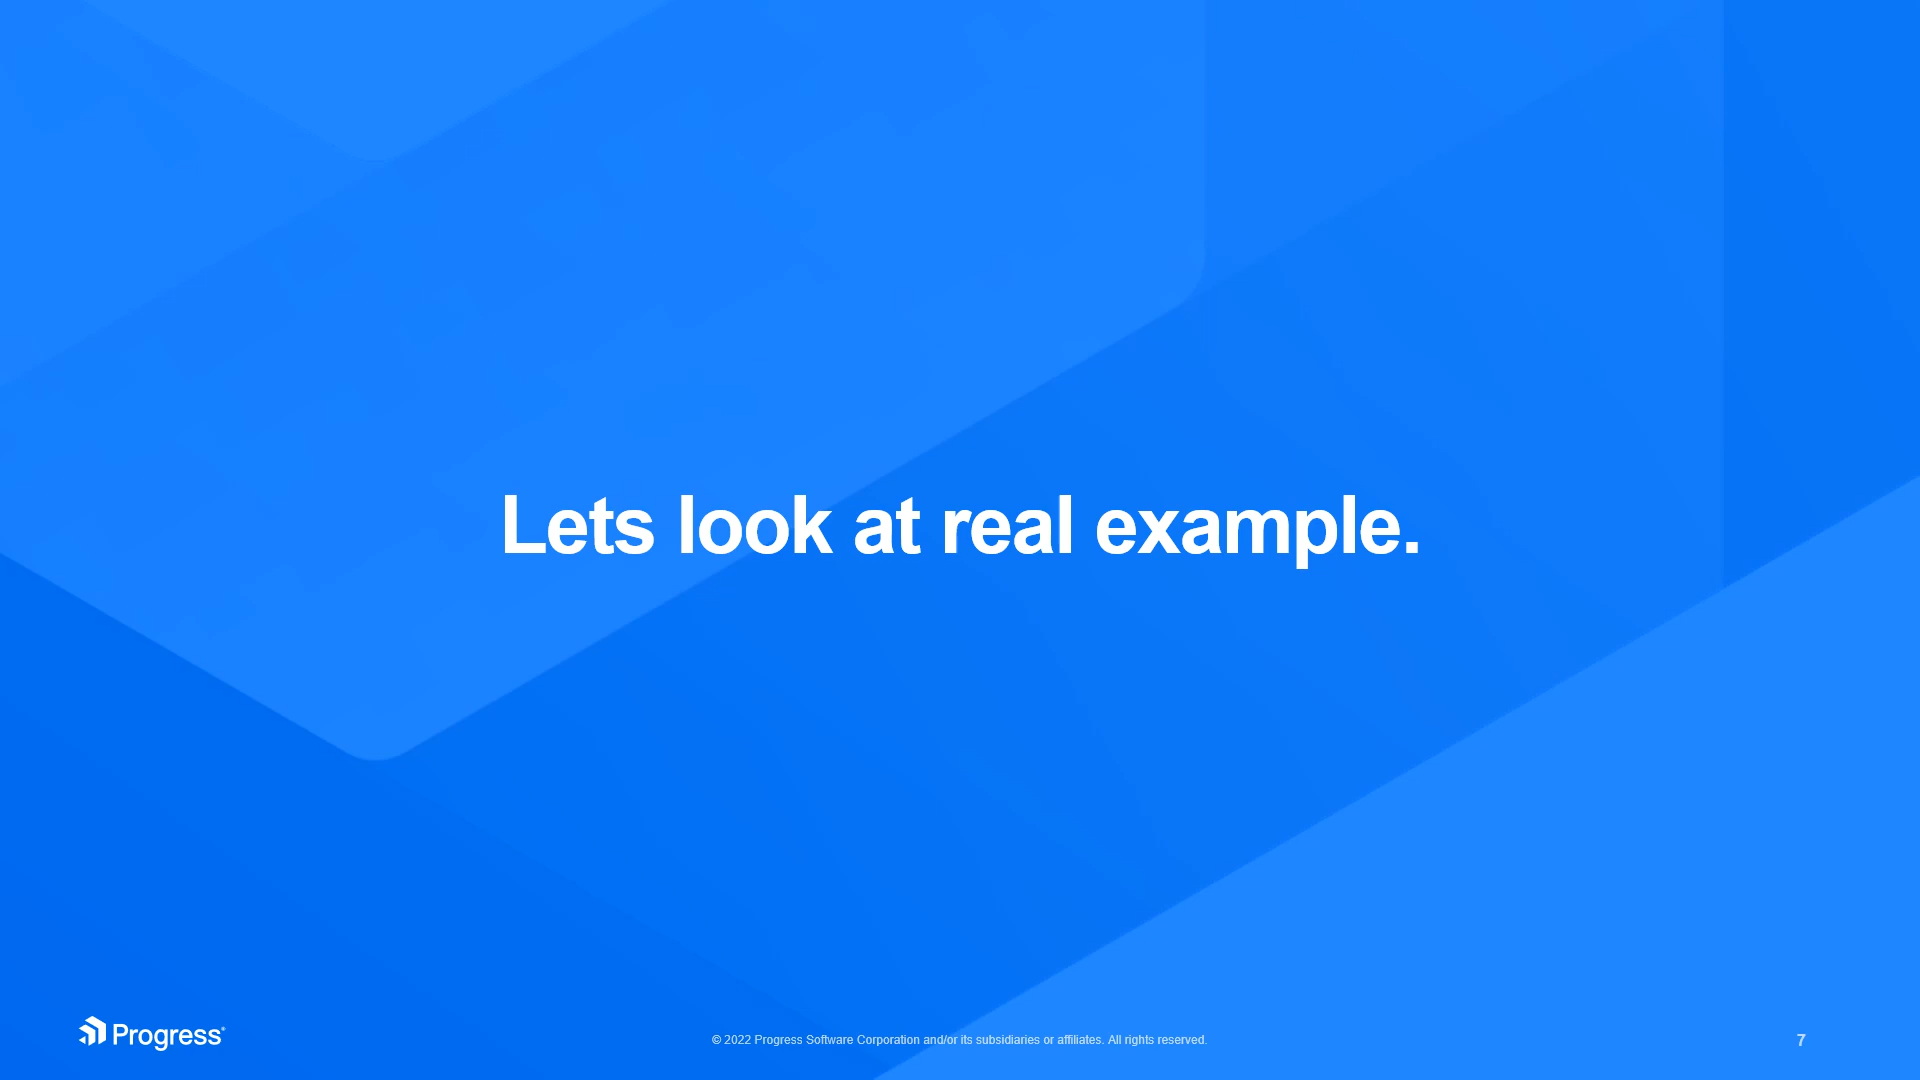 Lets look at real example.
Progress®
© 2022 Progress Software Corporation and/or its subsidiaries or affiliates. All rights reserved.
7